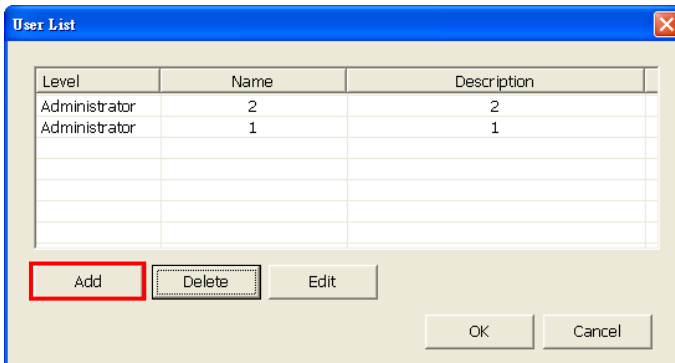 User List
Level Name Description
Administrator 2 2
Administrator 1 1
Add Delete Edit
OK Cancel